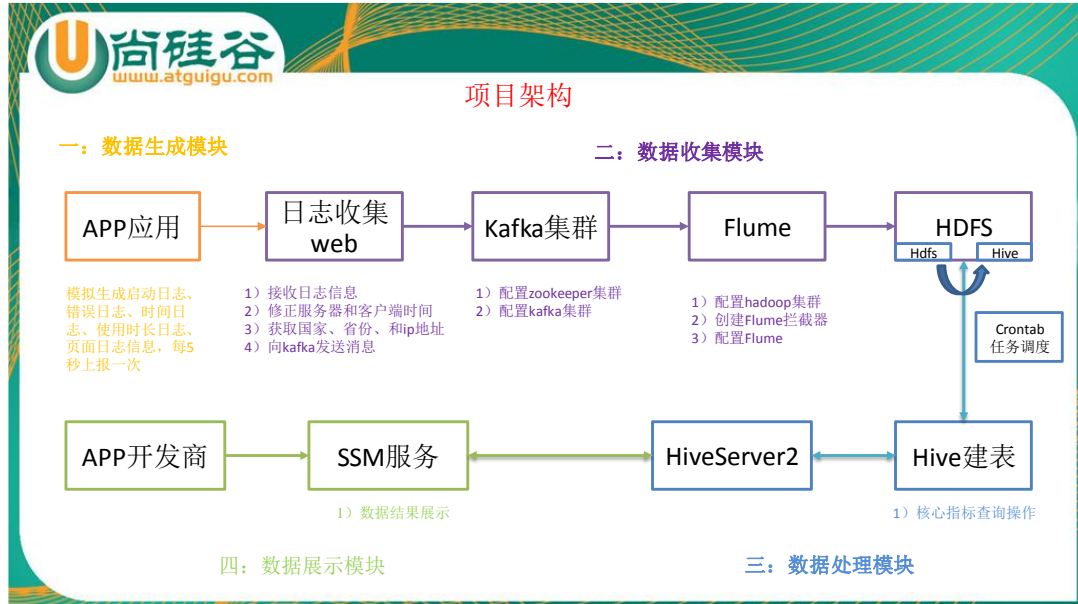 尚硅谷
www.atguigu.com
项目架构
一：数据生成模块
二：数据收集模块
APP应用
日志收集
web
Kafka集群
Flume
HDFS
Hdfs
Hive
模拟生成启动日志、
错误日志、时间日
志、使用时长日志、
页面日志信息，每5
秒上报一次
1）接收日志信息
2）修正服务器和客户端时间
3）获取国家、省份、和ip地址
4）向kafka发送消息
1）配置zookeeper集群
2）配置kafka集群
1）配置hadoop集群
2）创建Flume拦截器
3）配置Flume
Crontab
任务调度
APP开发商
SSM服务
HiveServer2
Hive建表
1）数据结果展示
1）核心指标查询操作
四：数据展示模块
三：数据处理模块